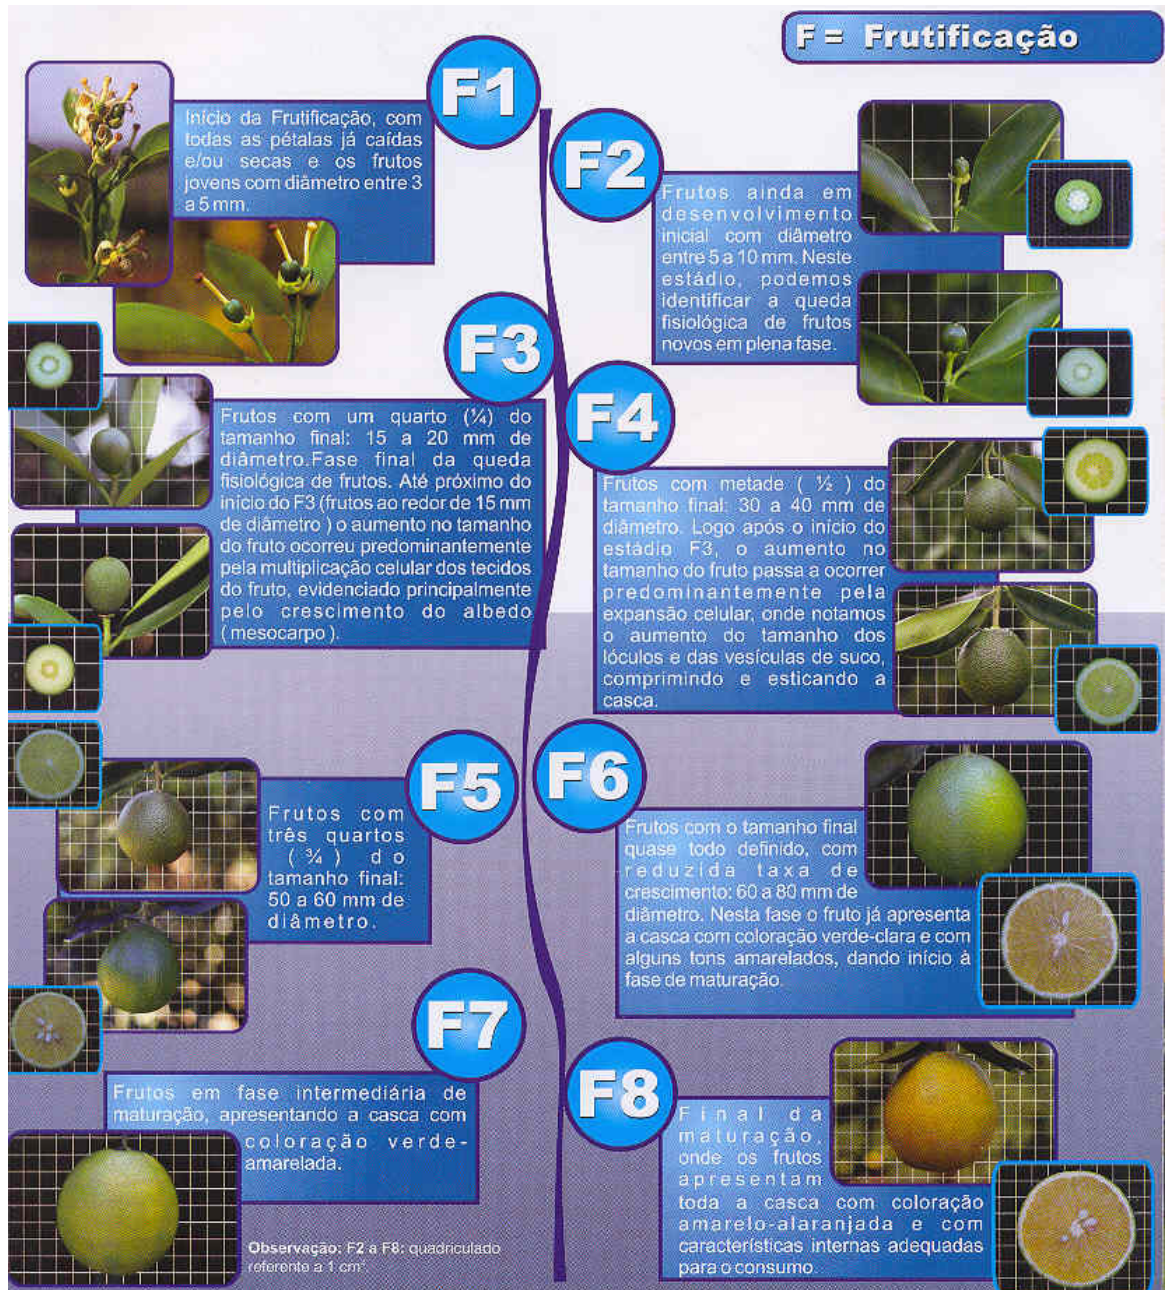 F = Frutificação
F1
Início da Frutificação, com
todas as pétalas já caídas
e/ou secas e os frutos
jovens com diâmetro entre 3
a 5 mm.
F2
Frutos ainda em
desenvolvimento
inicial com diâmetro
entre 5 a 10 mm. Neste
estádio, podemos
identificar a queda
fisiológica de frutos
novos em plena fase.
F3
Frutos com um quarto (¼) do
tamanho final: 15 a 20 mm de
diâmetro.Fase final da queda
fisiológica de frutos. Até próximo do
início do F3 (frutos ao redor de 15 mm
de diâmetro ) o aumento no tamanho
do fruto ocorreu predominantemente
pela multiplicação celular dos tecidos
do fruto, evidenciado principalmente
pelo crescimento do albedo
( mesocarpo ).
F4
Frutos com metade ( ½ ) do
tamanho final: 30 a 40 mm de
diâmetro. Logo após o início do
estádio F3, o aumento no
tamanho do fruto passa a ocorrer
predominantemente pela
expansão celular, onde notamos
o aumento do tamanho dos
lóculos e das vesículas de suco,
comprimindo e esticando a
casca.
F5
Frutos com
três quartos
( ¾ ) do
tamanho final:
50 a 60 mm de
diâmetro.
F6
Frutos com o tamanho final
quase todo definido, com
reduzida taxa de
crescimento: 60 a 80 mm de
diâmetro. Nesta fase o fruto já apresenta
a casca com coloração verde-clara e com
alguns tons amarelados, dando início à
fase de maturação.
F7
Frutos em fase intermediária de
maturação, apresentando a casca com
coloração verde-
amarelada.
F8
Final da
maturação,
onde os frutos
apresentam
toda a casca com coloração
amarelo-alaranjada e com
características internas adequadas
para o consumo.
Observação: F2 a F8: quadriculado
referente a 1 cm².